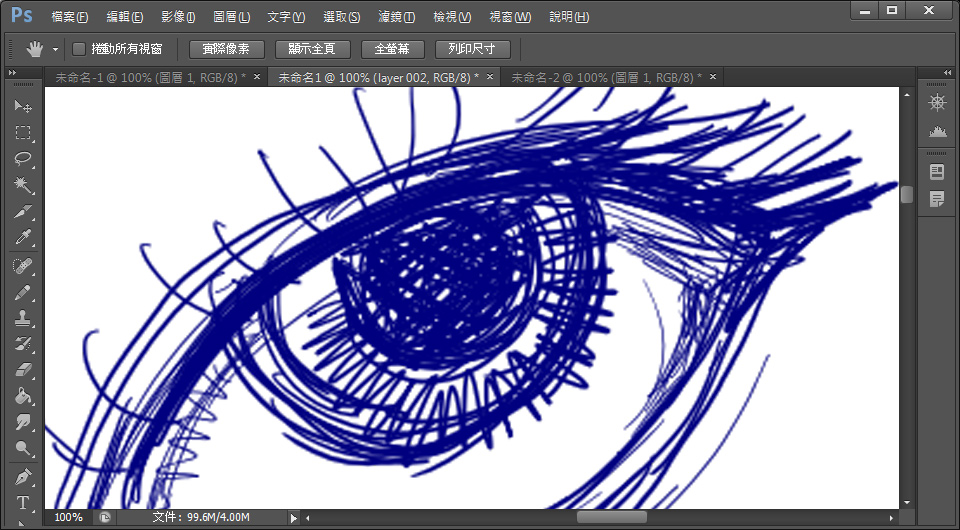 Ps 檔案(F) 編輯(E) 影像(I) 圖層(L) 文字(Y) 選取(S) 濾鏡(T) 檢視(V) 視窗(W) 說明(H)
捲動所有視窗 實際像素 顯示全頁 全螢幕 列印尺寸
未命名-1 @ 100% (圖層 1, RGB/8) * × 未命名1 @ 100% (layer 002, RGB/8) * × 未命名-2 @ 100% (圖層 1, RGB/8) * ×
100% 文件: 99.6M/4.00M